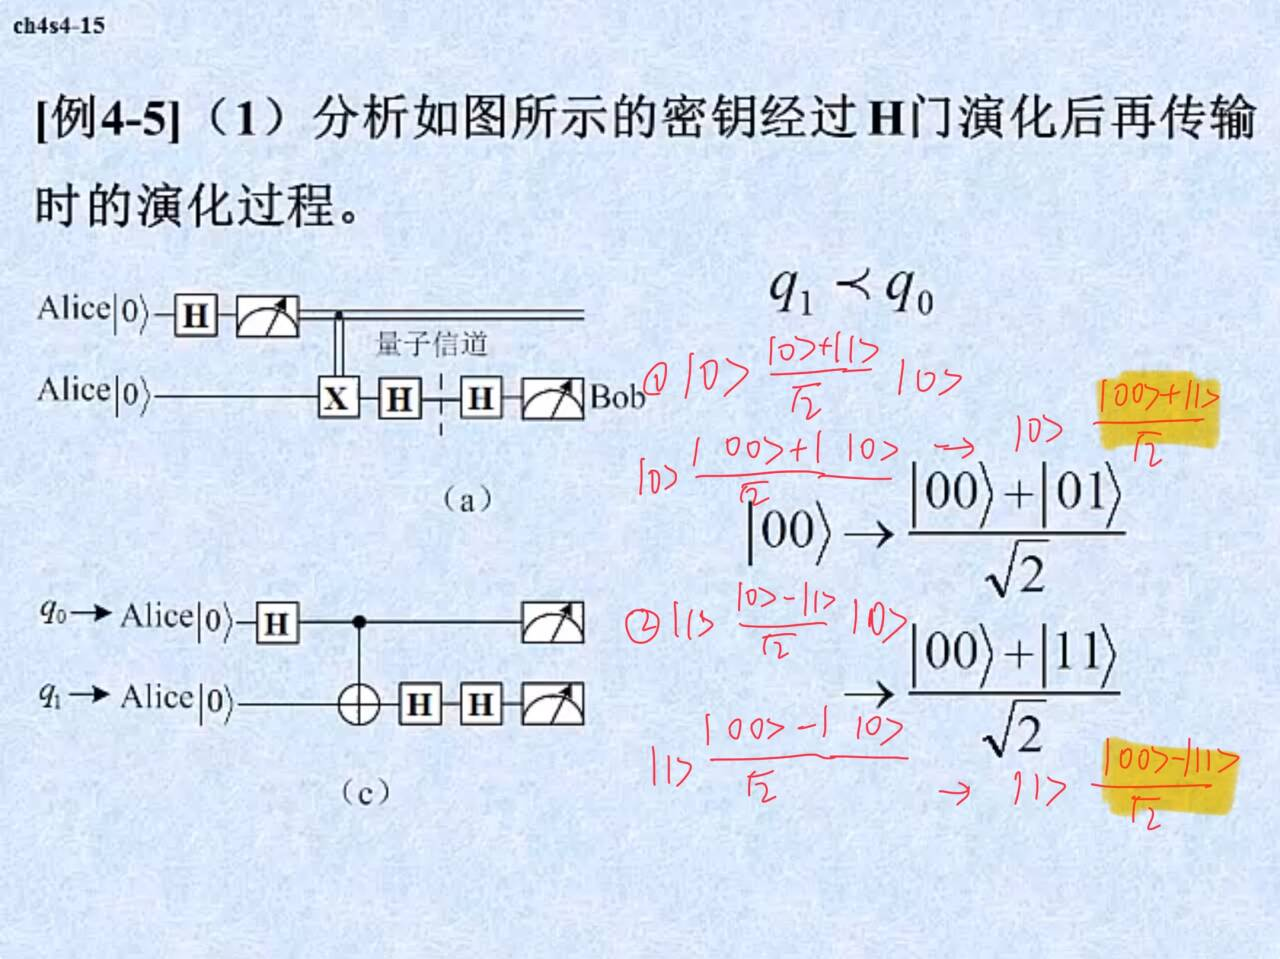 ch4s4-15
[例4-5]（1）分析如图所示的密钥经过H门演化后再传输
时的演化过程。
Alice|0⟩ H
量子信道
Alice|0⟩ X H H Bob
（a）
q₀→Alice|0⟩ H
q₁→Alice|0⟩ H H
（c）
q₁≺q₀
① |0> (|0>+|1>)/√2 |0>
|0> (|00>+|10>)/√2 → |0> (|00>+|11>)/√2
|00⟩→(|00⟩+|01⟩)/√2
② |1> (|0>-|1>)/√2 |0>
→(|00⟩+|11⟩)/√2
|1> (|00>-|10>)/√2 → |1> (|00>-|11>)/√2